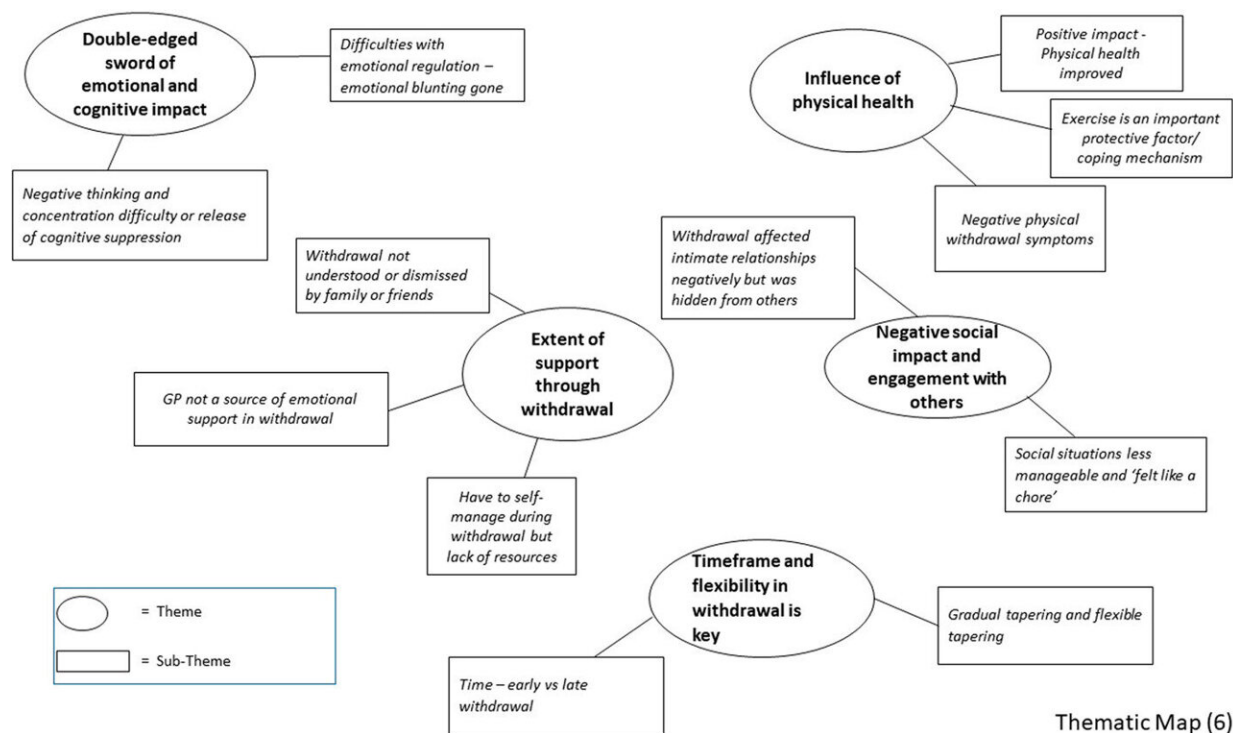 Double-edged
sword of
emotional and
cognitive impact
Difficulties with
emotional regulation –
emotional blunting gone
Negative thinking and
concentration difficulty or release
of cognitive suppression
Influence of
physical health
Positive impact -
Physical health
improved
Exercise is an important
protective factor/
coping mechanism
Negative physical
withdrawal symptoms
Withdrawal not
understood or dismissed
by family or friends
Extent of
support through
withdrawal
GP not a source of emotional
support in withdrawal
Have to self-
manage during
withdrawal but
lack of resources
Withdrawal affected
intimate relationships
negatively but was
hidden from others
Negative social
impact and
engagement with
others
Social situations less
manageable and ‘felt like a
chore’
Timeframe and
flexibility in
withdrawal is
key
Gradual tapering and flexible
tapering
Time – early vs late
withdrawal
= Theme
= Sub-Theme
Thematic Map (6)